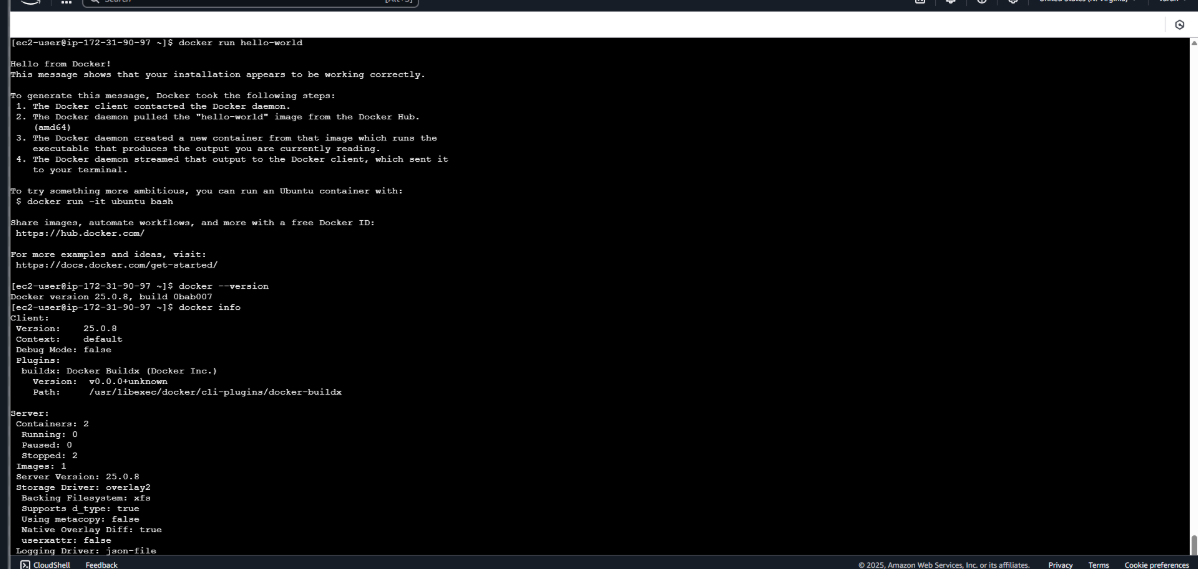 Search
[Alt+S]
[ec2-user@ip-172-31-90-97 ~]$ docker run hello-world
Hello from Docker!
This message shows that your installation appears to be working correctly.
To generate this message, Docker took the following steps:
1. The Docker client contacted the Docker daemon.
2. The Docker daemon pulled the "hello-world" image from the Docker Hub.
(amd64)
3. The Docker daemon created a new container from that image which runs the
executable that produces the output you are currently reading.
4. The Docker daemon streamed that output to the Docker client, which sent it
to your terminal.
To try something more ambitious, you can run an Ubuntu container with:
$ docker run -it ubuntu bash
Share images, automate workflows, and more with a free Docker ID:
https://hub.docker.com/
For more examples and ideas, visit:
https://docs.docker.com/get-started/
[ec2-user@ip-172-31-90-97 ~]$ docker --version
Docker version 25.0.8, build 0bab007
[ec2-user@ip-172-31-90-97 ~]$ docker info
Client:
Version:    25.0.8
Context:    default
Debug Mode: false
Plugins:
buildx: Docker Buildx (Docker Inc.)
Version:  v0.0.0+unknown
Path:     /usr/libexec/docker/cli-plugins/docker-buildx
Server:
Containers: 2
Running: 0
Paused: 0
Stopped: 2
Images: 1
Server Version: 25.0.8
Storage Driver: overlay2
Backing Filesystem: xfs
Supports d_type: true
Using metacopy: false
Native Overlay Diff: true
userxattr: false
Logging Driver: json-file
CloudShell Feedback
© 2025, Amazon Web Services, Inc. or its affiliates. Privacy Terms Cookie preferences